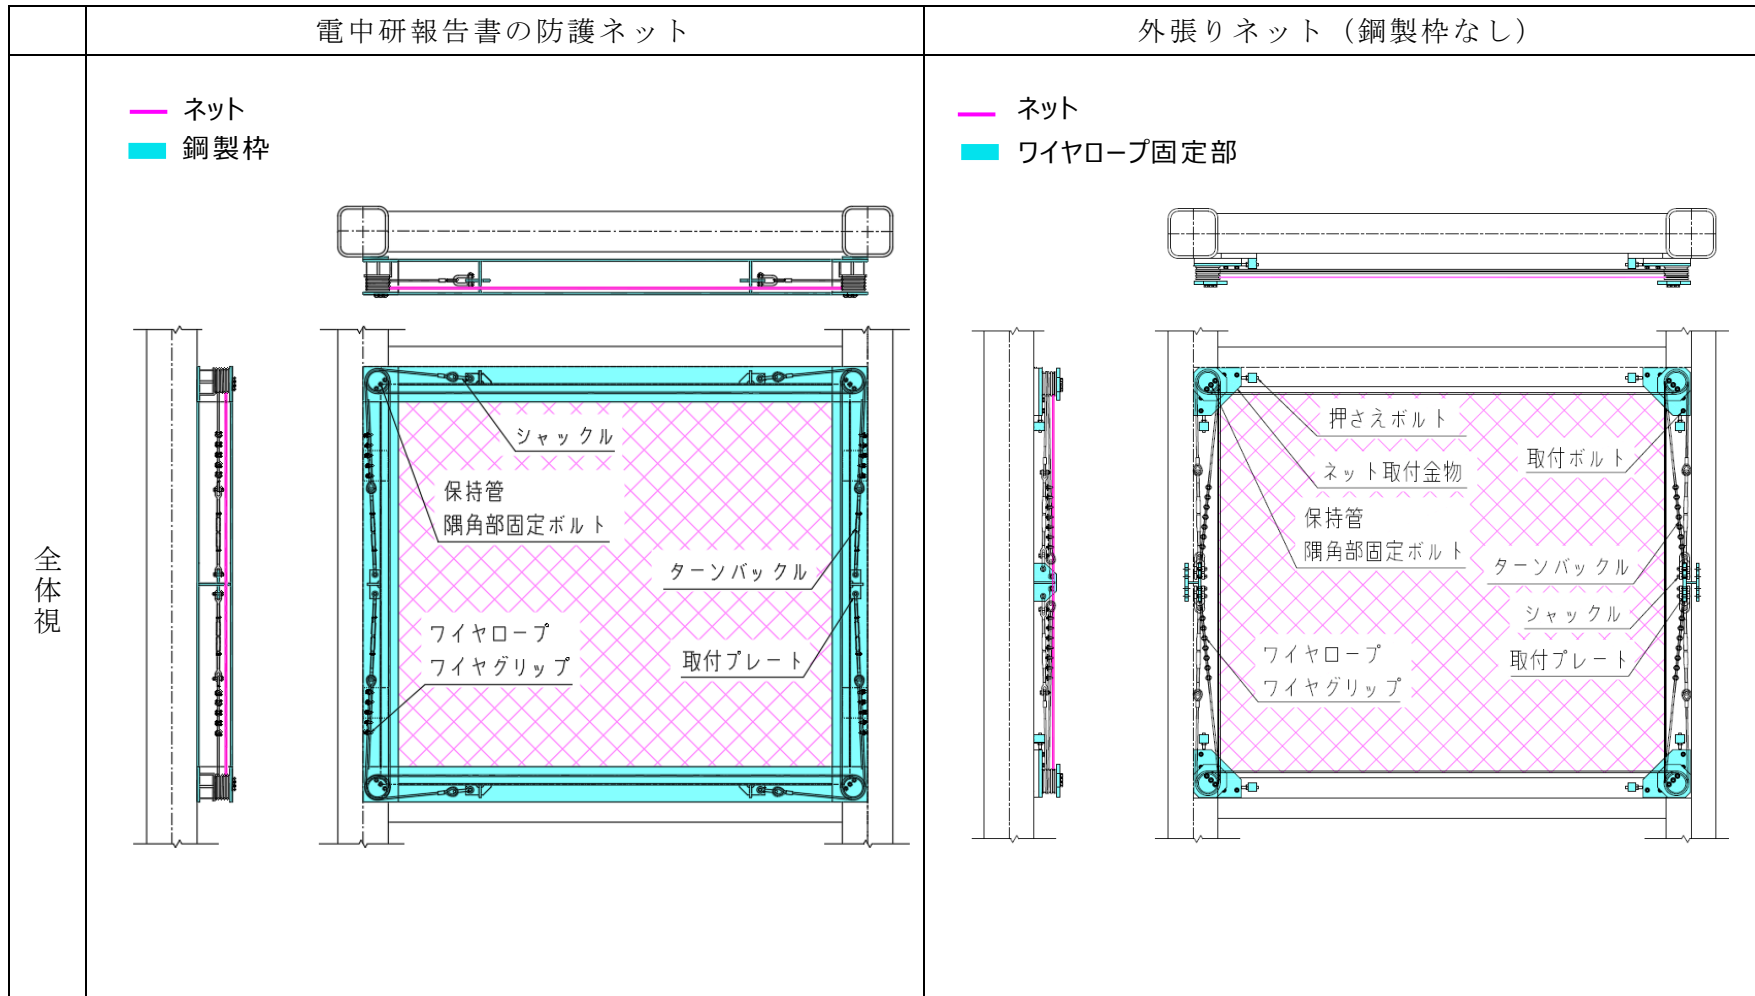 電中研報告書の防護ネット
外張りネット（鋼製枠なし）
全体視
ネット
鋼製枠
シャックル
保持管
隅角部固定ボルト
ターンバックル
ワイヤロープ
ワイヤグリップ
取付プレート
ネット
ワイヤロープ固定部
押さえボルト
取付ボルト
ネット取付金物
保持管
隅角部固定ボルト
ターンバックル
シャックル
ワイヤロープ
ワイヤグリップ
取付プレート